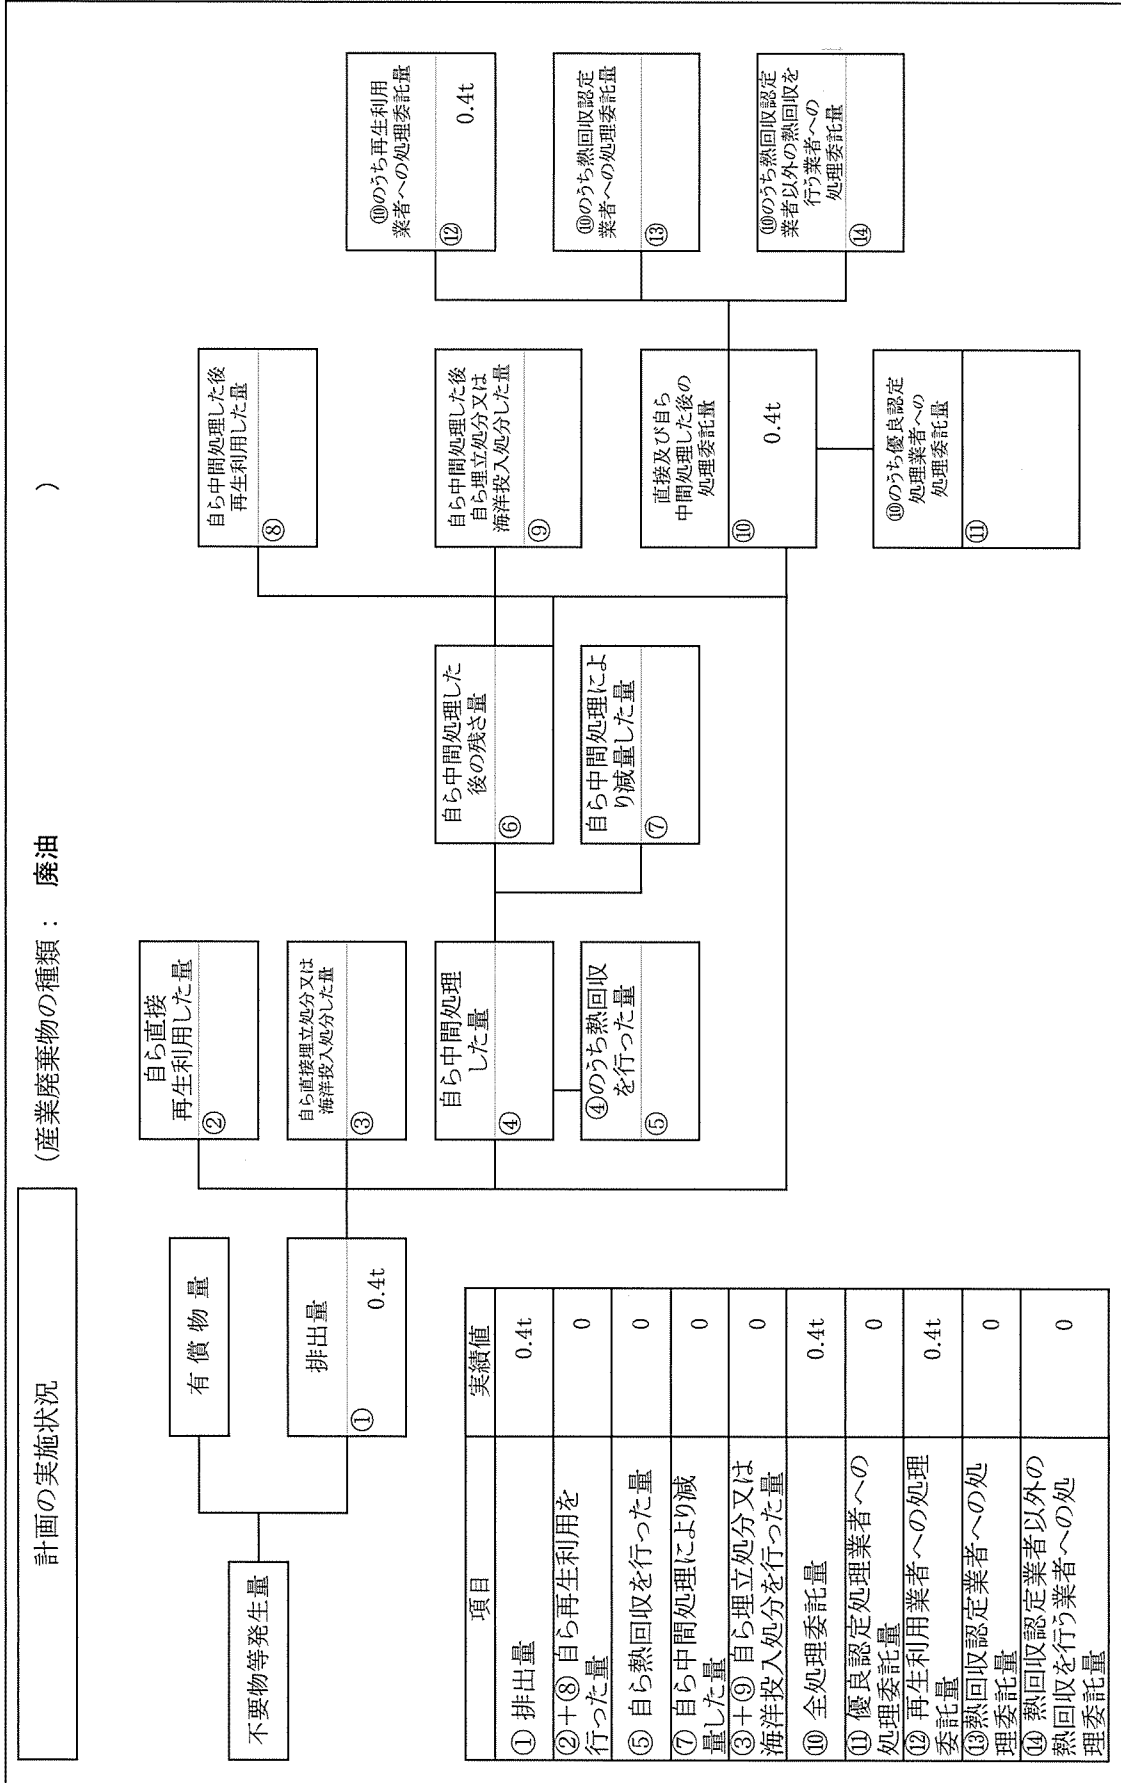 計画の実施状況
(産業廃棄物の種類： 廃油 )
不要物等発生量
有 償 物 量
排出量
① 0.4t
自ら直接
再生利用した量
②
自ら直接埋立処分又は
海洋投入処分した量
③
自ら中間処理
した量
④
④のうち熱回収
を行った量
⑤
自ら中間処理した
後の残さ量
⑥
自ら中間処理によ
り減量した量
⑦
自ら中間処理した後
再生利用した量
⑧
自ら中間処理した後
自ら埋立処分又は
海洋投入処分した量
⑨
直接及び自ら
中間処理した後の
処理委託量
⑩ 0.4t
⑩のうち優良認定
処理業者への
処理委託量
⑪
⑩のうち再生利用
業者への処理委託量
⑫ 0.4t
⑩のうち熱回収認定
業者への処理委託量
⑬
⑩のうち熱回収認定
業者以外の熱回収を
行う業者への
処理委託量
⑭
項目 実績値
① 排出量 0.4t
②＋⑧ 自ら再生利用を
行った量 0
⑤ 自ら熱回収を行った量 0
⑦ 自ら中間処理により減
量した量 0
③＋⑨ 自ら埋立処分又は
海洋投入処分を行った量 0
⑩ 全処理委託量 0.4t
⑪ 優良認定処理業者への
処理委託量 0
⑫ 再生利用業者への処理
委託量 0.4t
⑬熱回収認定業者への処
理委託量 0
⑭ 熱回収認定業者以外の
熱回収を行う業者への処
理委託量 0